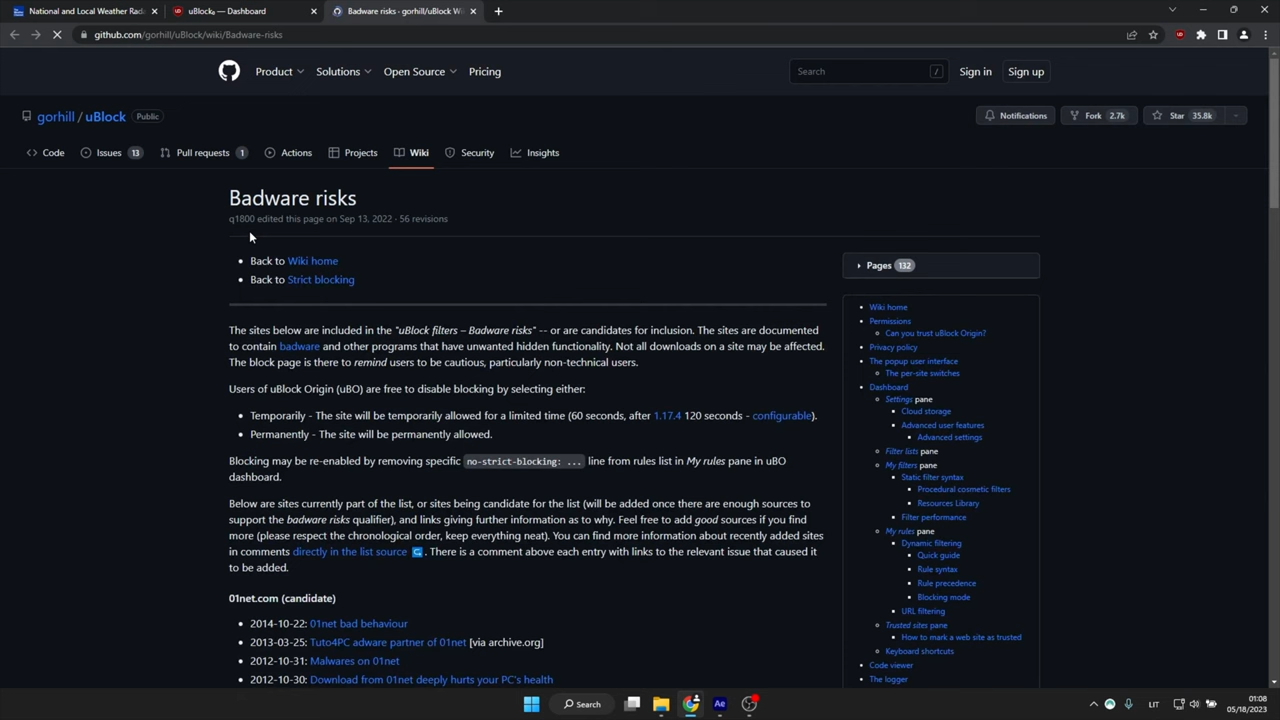 National and Local Weather Rada
uBlock₀ — Dashboard
Badware risks · gorhill/uBlock Wi
github.com/gorhill/uBlock/wiki/Badware-risks
Product
Solutions
Open Source
Pricing
Search
/
Sign in
Sign up
gorhill / uBlock
Public
Notifications
Fork 2.7k
Star 35.8k
Code
Issues 13
Pull requests 1
Actions
Projects
Wiki
Security
Insights
Badware risks
q1800 edited this page on Sep 13, 2022 · 56 revisions
Back to Wiki home
Back to Strict blocking
The sites below are included in the "uBlock filters – Badware risks" -- or are candidates for inclusion. The sites are documented
to contain badware and other programs that have unwanted hidden functionality. Not all downloads on a site may be affected.
The block page is there to remind users to be cautious, particularly non-technical users.
Users of uBlock Origin (uBO) are free to disable blocking by selecting either:
Temporarily - The site will be temporarily allowed for a limited time (60 seconds, after 1.17.4 120 seconds - configurable).
Permanently - The site will be permanently allowed.
Blocking may be re-enabled by removing specific no-strict-blocking: ... line from rules list in My rules pane in uBO
dashboard.
Browse sites currently part of the list, or sites being candidate for the list (will be added once there are enough sources to
support the badware risks qualifier), and links giving further information as to why. Feel free to add good sources if you find
more (please respect the chronological order, keep everything neat). You can find more information about recently added sites
in comments directly in the list source. There is a comment above each entry with links to the relevant issue that caused it
to be added.
01net.com (candidate)
2014-10-22: 01net bad behaviour
2013-03-25: Tuto4PC adware partner of 01net [via archive.org]
2012-10-31: Malwares on 01net
2012-10-30: Download from 01net deeply hurts your PC's health
Pages 132
Wiki home
Permissions
Can you trust uBlock Origin?
Privacy policy
The popup user interface
The per-site switches
Dashboard
Settings pane
Cloud storage
Advanced user features
Advanced settings
Filter lists pane
My filters pane
Static filter syntax
Procedural cosmetic filters
Resources Library
Filter performance
My rules pane
Dynamic filtering
Quick guide
Rule syntax
Rule precedence
Blocking mode
URL filtering
Trusted sites pane
How to mark a web site as trusted
Keyboard shortcuts
Code viewer
The logger
Search
Ae
LIT
01:08
05/18/2023